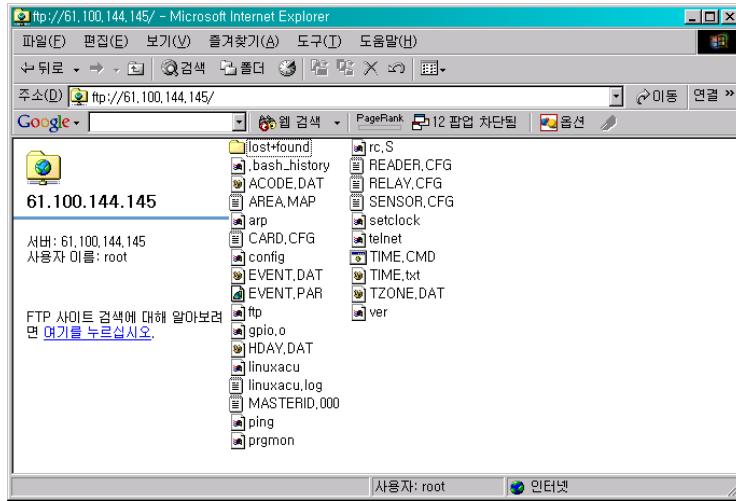 ftp://61,100,144,145/ - Microsoft Internet Explorer
파일(F) 편집(E) 보기(V) 즐겨찾기(A) 도구(T) 도움말(H)
뒤로 검색 폴더
주소(D) ftp://61,100,144,145/ 이동 연결 »
Google 웹 검색 PageRank 12 팝업 차단됨 옵션
61.100.144.145
서버: 61,100,144,145
사용자 이름: root
FTP 사이트 검색에 대해 알아보려
면 여기를 누르십시오.
lost+found
,bash_history
ACODE,DAT
AREA,MAP
arp
CARD,CFG
config
EVENT,DAT
EVENT,PAR
ftp
gpio,o
HDAY,DAT
linuxacu
linuxacu,log
MASTERID,000
ping
prgmon
rc,S
READER,CFG
RELAY,CFG
SENSOR,CFG
setclock
telnet
TIME,CMD
TIME,txt
TZONE,DAT
ver
사용자: root 인터넷